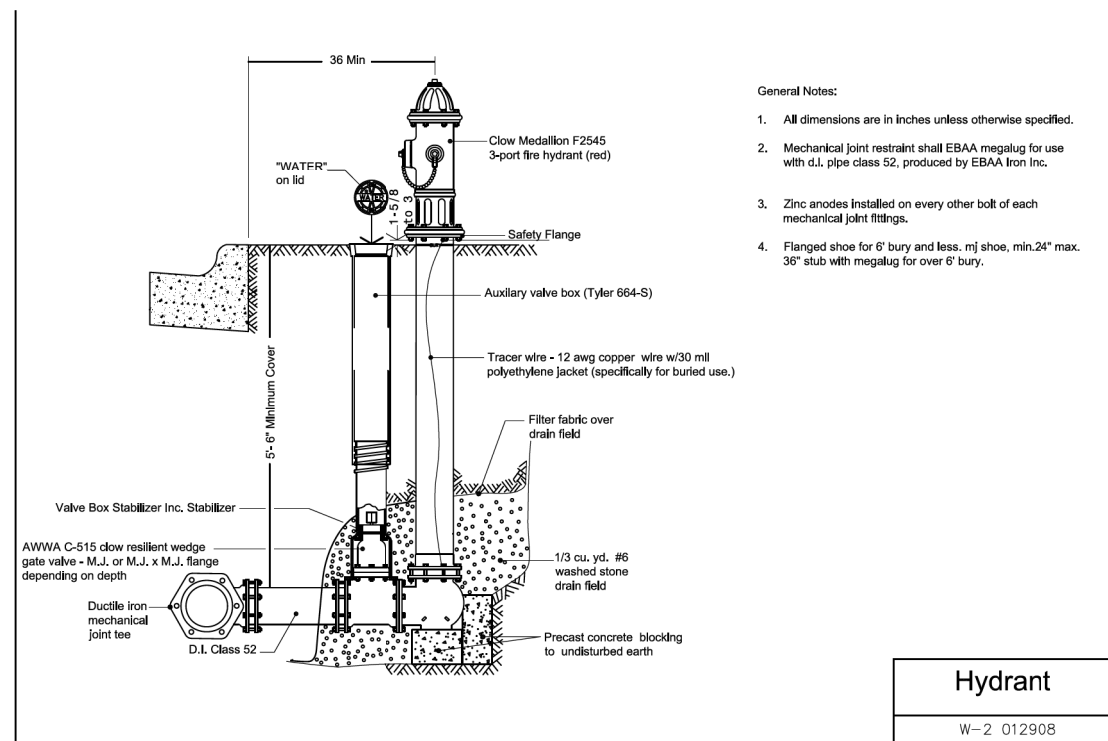 36 Min
Clow Medallion F2545
3-port fire hydrant (red)
"WATER"
on lid
WATER
1-5/8
to 3
Safety Flange
Auxilary valve box (Tyler 664-S)
5'- 6" Minimum Cover
Tracer wire - 12 awg copper wire w/30 mil
polyethylene jacket (specifically for buried use.)
Filter fabric over
drain field
Valve Box Stabilizer Inc. Stabilizer
AWWA C-515 clow resilient wedge
gate valve - M.J. or M.J. x M.J. flange
depending on depth
1/3 cu. yd. #6
washed stone
drain field
Ductile iron
mechanical
joint tee
D.I. Class 52
Precast concrete blocking
to undisturbed earth
General Notes:
1. All dimensions are in inches unless otherwise specified.
2. Mechanical joint restraint shall EBAA megalug for use
with d.i. pipe class 52, produced by EBAA Iron Inc.
3. Zinc anodes installed on every other bolt of each
mechanical joint fittings.
4. Flanged shoe for 6' bury and less. mj shoe, min.24" max.
36" stub with megalug for over 6' bury.
Hydrant
W-2 012908